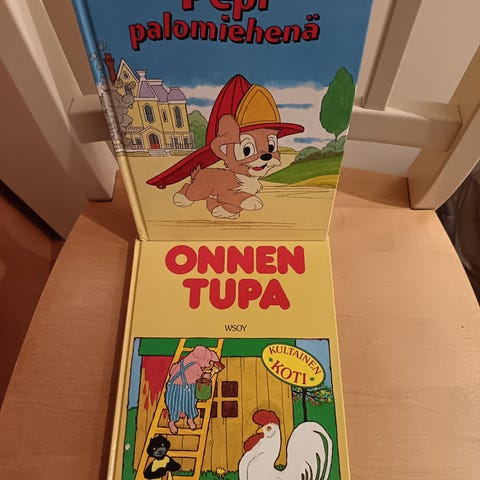 Pepi
palomiehenä
ONNEN
TUPA
WSOY
KULTAINEN
KOTI